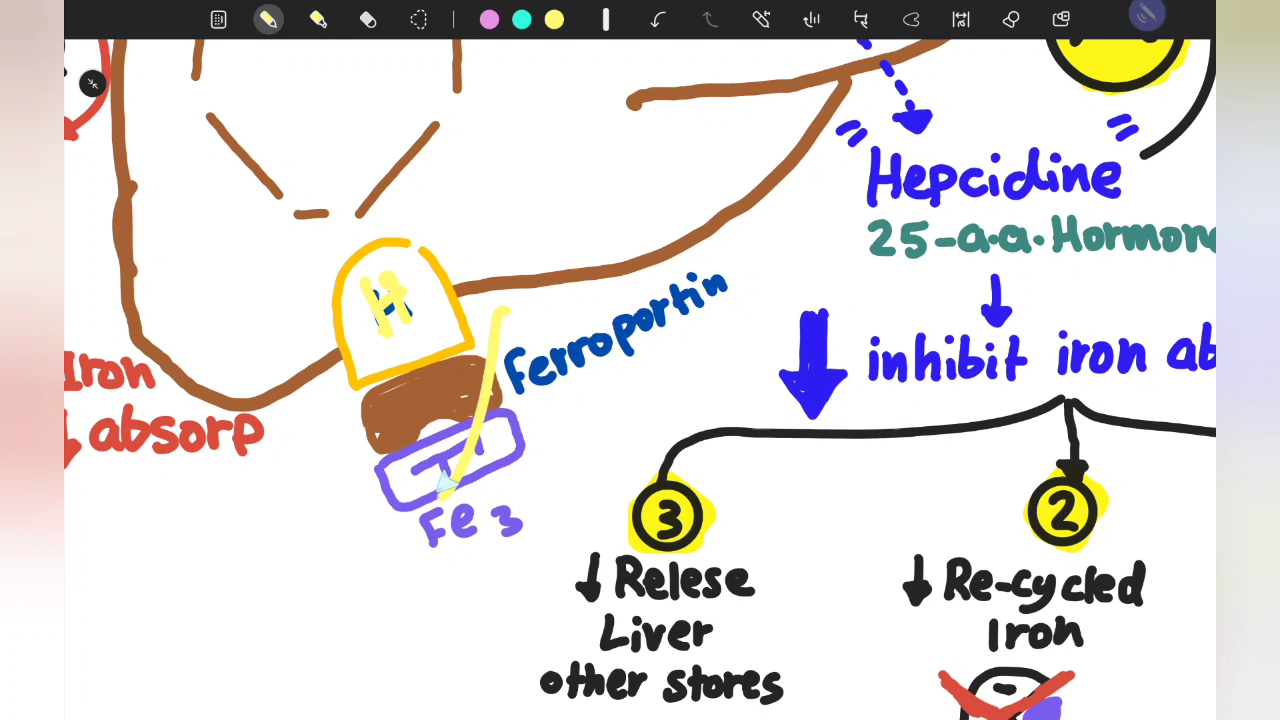 " Hepcidine "
25-a.a.Hormon
inhibit iron ab
Ferroportin
H
Iron
↓ absorp
T
Fe 3
3
↓ Relese
Liver
other stores
2
↓ Re-cycled
Iron